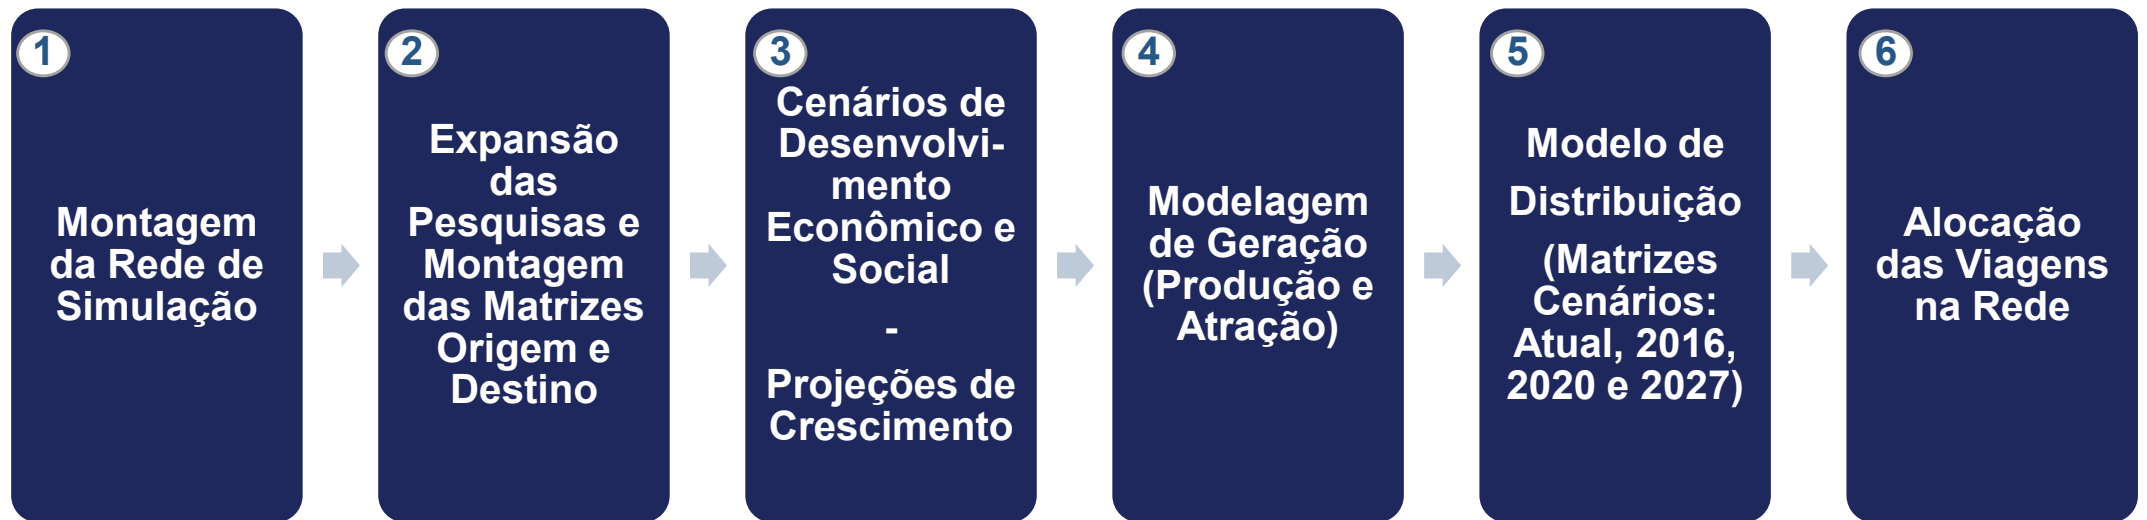 1
Montagem
da Rede de
Simulação
2
Expansão
das
Pesquisas e
Montagem
das Matrizes
Origem e
Destino
3
Cenários de
Desenvolvi-
mento
Econômico e
Social
-
Projeções de
Crescimento
4
Modelagem
de Geração
(Produção e
Atração)
5
Modelo de
Distribuição
(Matrizes
Cenários:
Atual, 2016,
2020 e 2027)
6
Alocação
das Viagens
na Rede